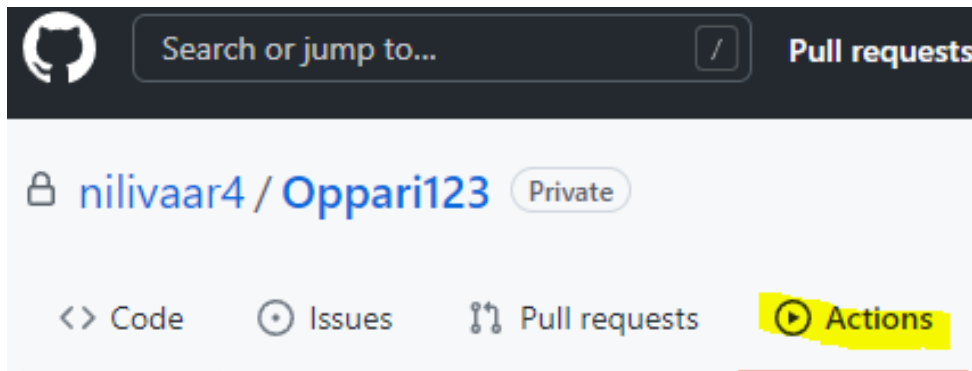 Search or jump to... / Pull requests
nilivaar4 / Oppari123 Private
<> Code Issues Pull requests Actions